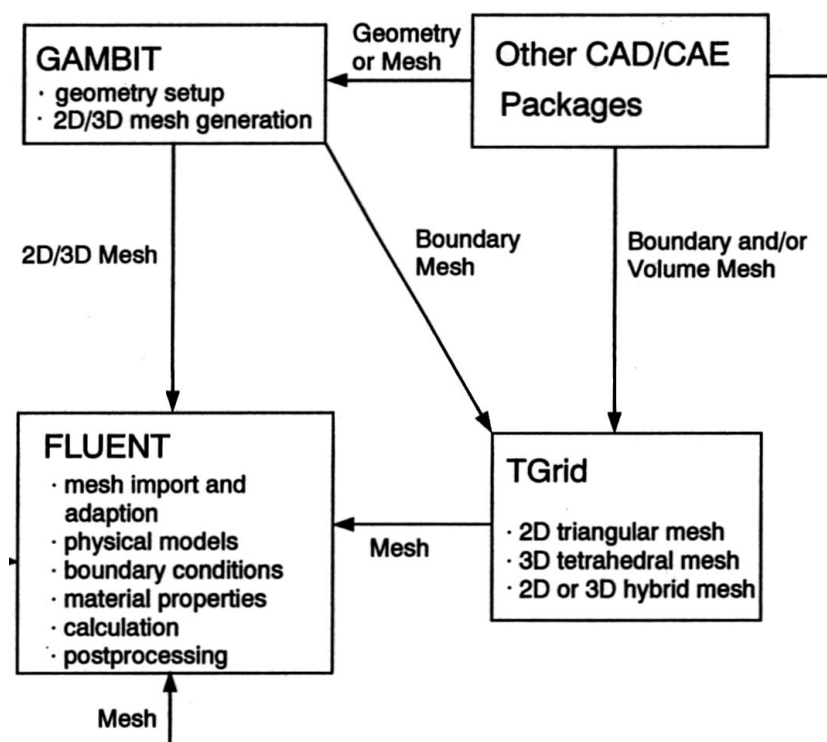 GAMBIT
· geometry setup
· 2D/3D mesh generation
Geometry
or Mesh
Other CAD/CAE
Packages
2D/3D Mesh
Boundary
Mesh
Boundary and/or
Volume Mesh
FLUENT
· mesh import and
adaption
· physical models
· boundary conditions
· material properties
· calculation
· postprocessing
Mesh
TGrid
· 2D triangular mesh
· 3D tetrahedral mesh
· 2D or 3D hybrid mesh
Mesh